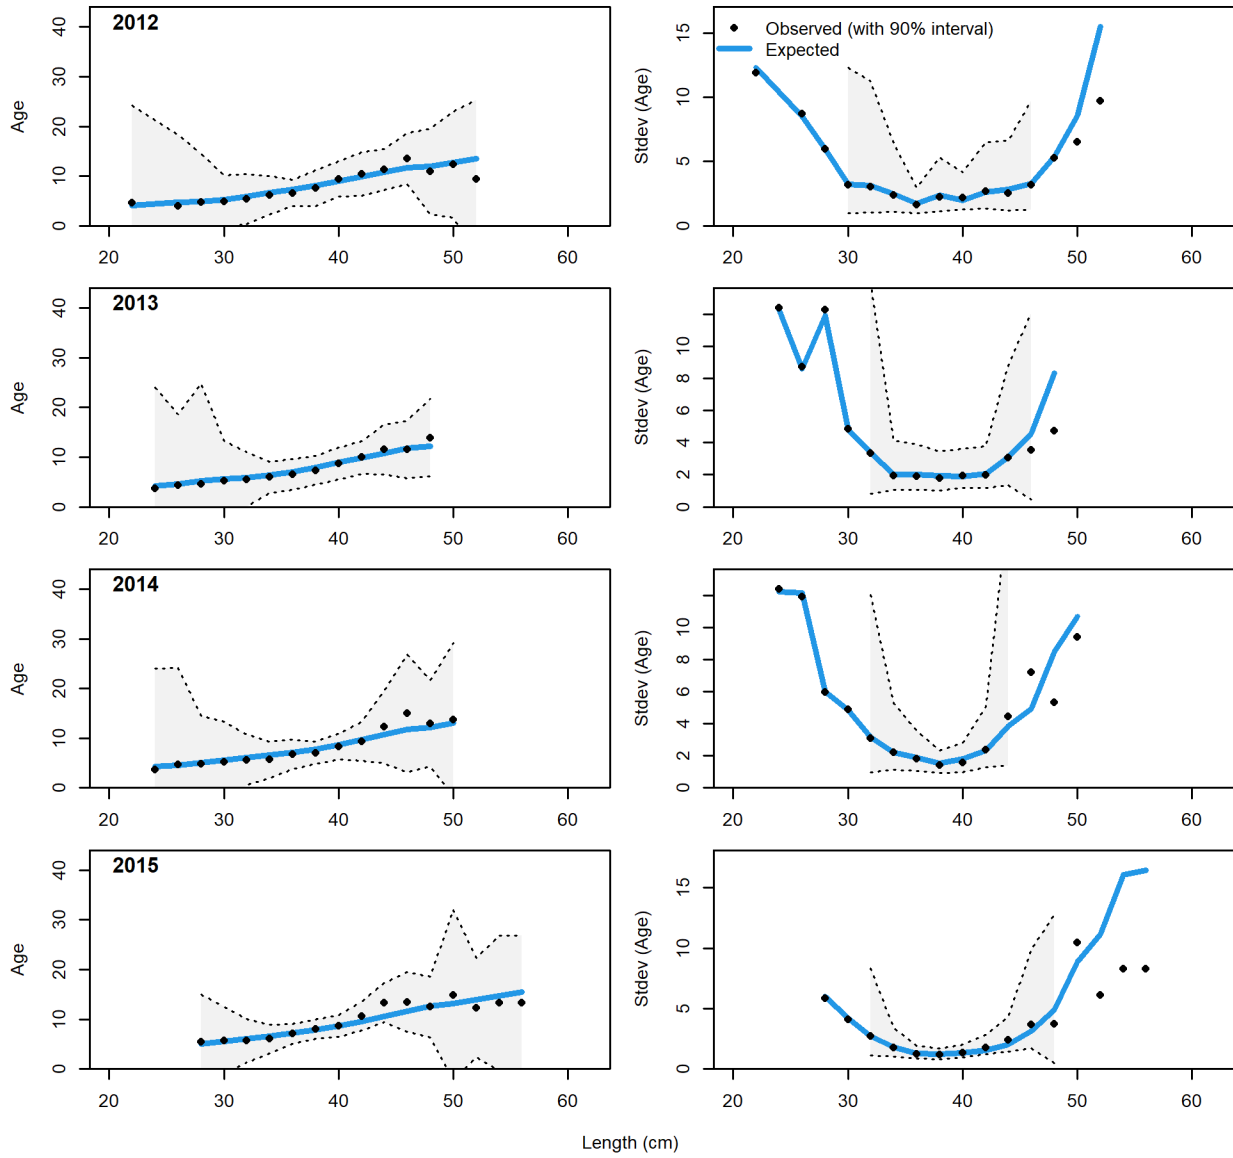 2012
Age
0 10 20 30 40
20 30 40 50 60
Observed (with 90% interval)
Expected
Stdev (Age)
0 5 10 15
20 30 40 50 60
2013
Age
0 10 20 30 40
20 30 40 50 60
Stdev (Age)
0 2 4 6 8 10
20 30 40 50 60
2014
Age
0 10 20 30 40
20 30 40 50 60
Stdev (Age)
0 2 4 6 8 10
20 30 40 50 60
2015
Age
0 10 20 30 40
20 30 40 50 60
Stdev (Age)
0 5 10 15
20 30 40 50 60
Length (cm)